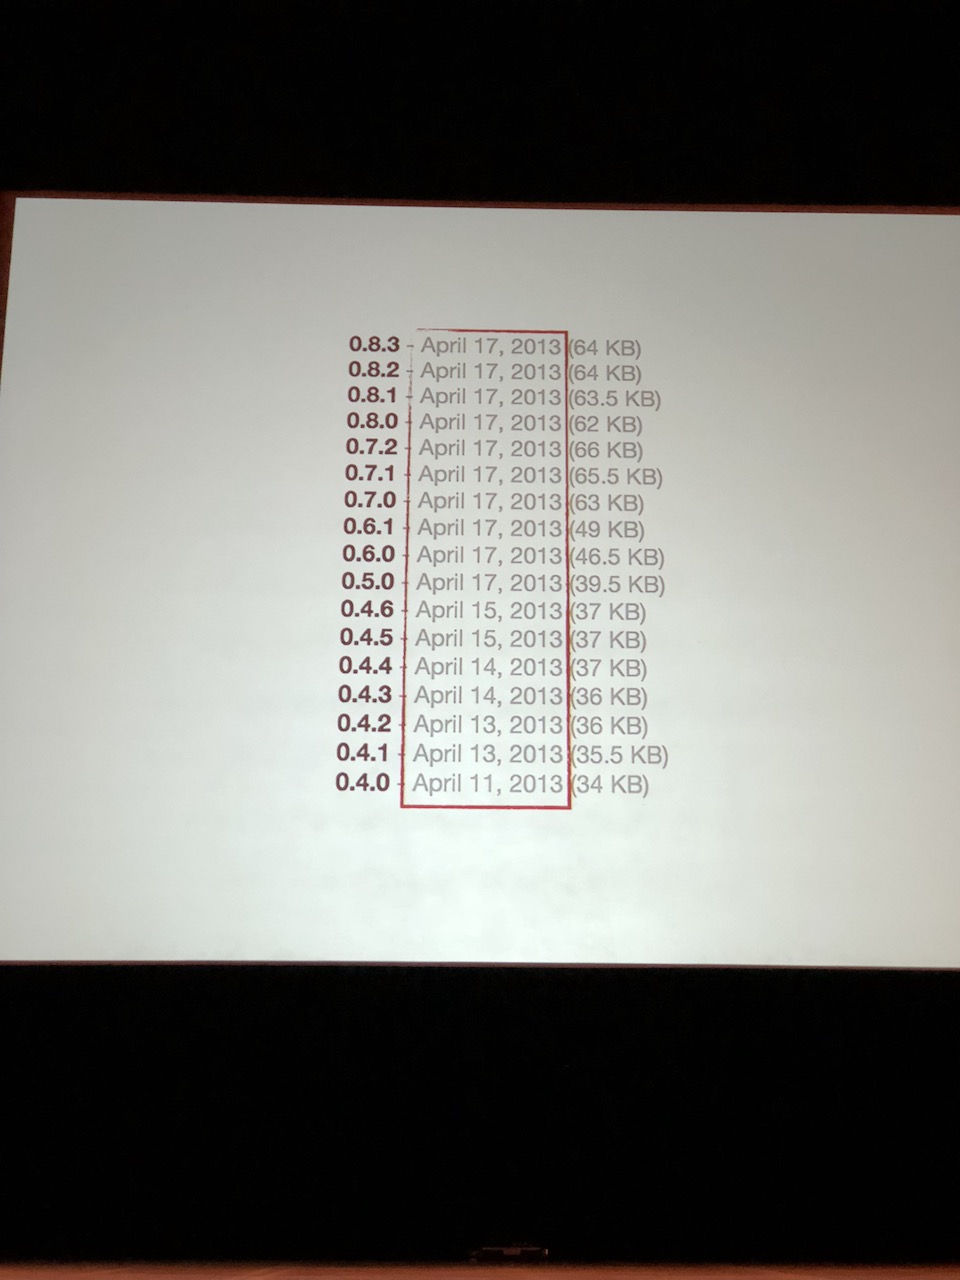 0.8.3 - April 17, 2013 (64 KB)
0.8.2 - April 17, 2013 (64 KB)
0.8.1 - April 17, 2013 (63.5 KB)
0.8.0 - April 17, 2013 (62 KB)
0.7.2 - April 17, 2013 (66 KB)
0.7.1 - April 17, 2013 (65.5 KB)
0.7.0 - April 17, 2013 (63 KB)
0.6.1 - April 17, 2013 (49 KB)
0.6.0 - April 17, 2013 (46.5 KB)
0.5.0 - April 17, 2013 (39.5 KB)
0.4.6 - April 15, 2013 (37 KB)
0.4.5 - April 15, 2013 (37 KB)
0.4.4 - April 14, 2013 (37 KB)
0.4.3 - April 14, 2013 (36 KB)
0.4.2 - April 13, 2013 (36 KB)
0.4.1 - April 13, 2013 (35.5 KB)
0.4.0 - April 11, 2013 (34 KB)